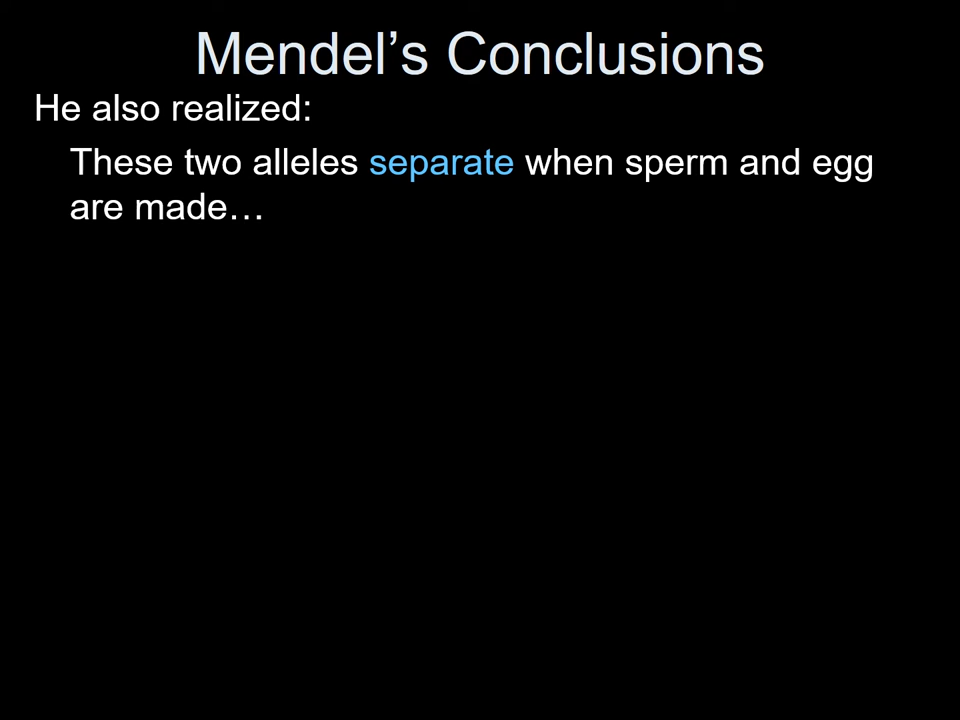 Mendel’s Conclusions
He also realized:
These two alleles separate when sperm and egg
are made…